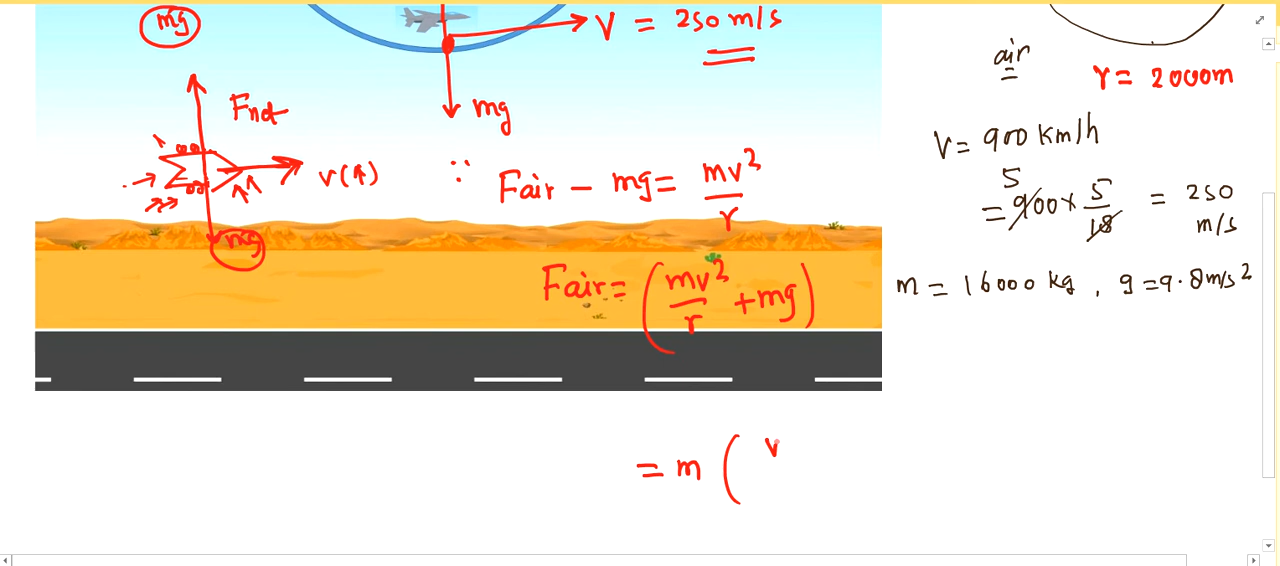 mg
V = 250 m/s
mg
Fnet
v(↑)
∵ Fair - mg = mv²/r
mg
Fair = (mv²/r + mg)
= m ( v
air
r = 2000m
V = 900 km/h
= 900 × 5/18 = 250 m/s
5
m = 16000 kg , g = 9.8 m/s²